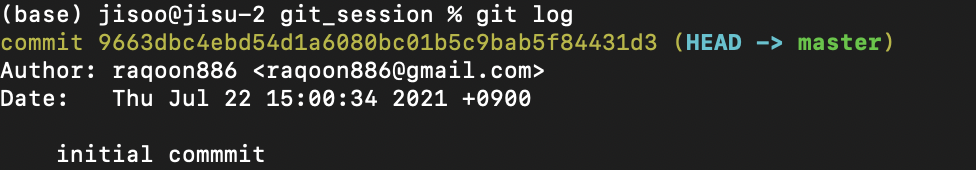 (base) jisoo@jisu-2 git_session % git log
commit 9663dbc4ebd54d1a6080bc01b5c9bab5f84431d3 (HEAD -> master)
Author: raqoon886 <raqoon886@gmail.com>
Date:   Thu Jul 22 15:00:34 2021 +0900
    initial commmit